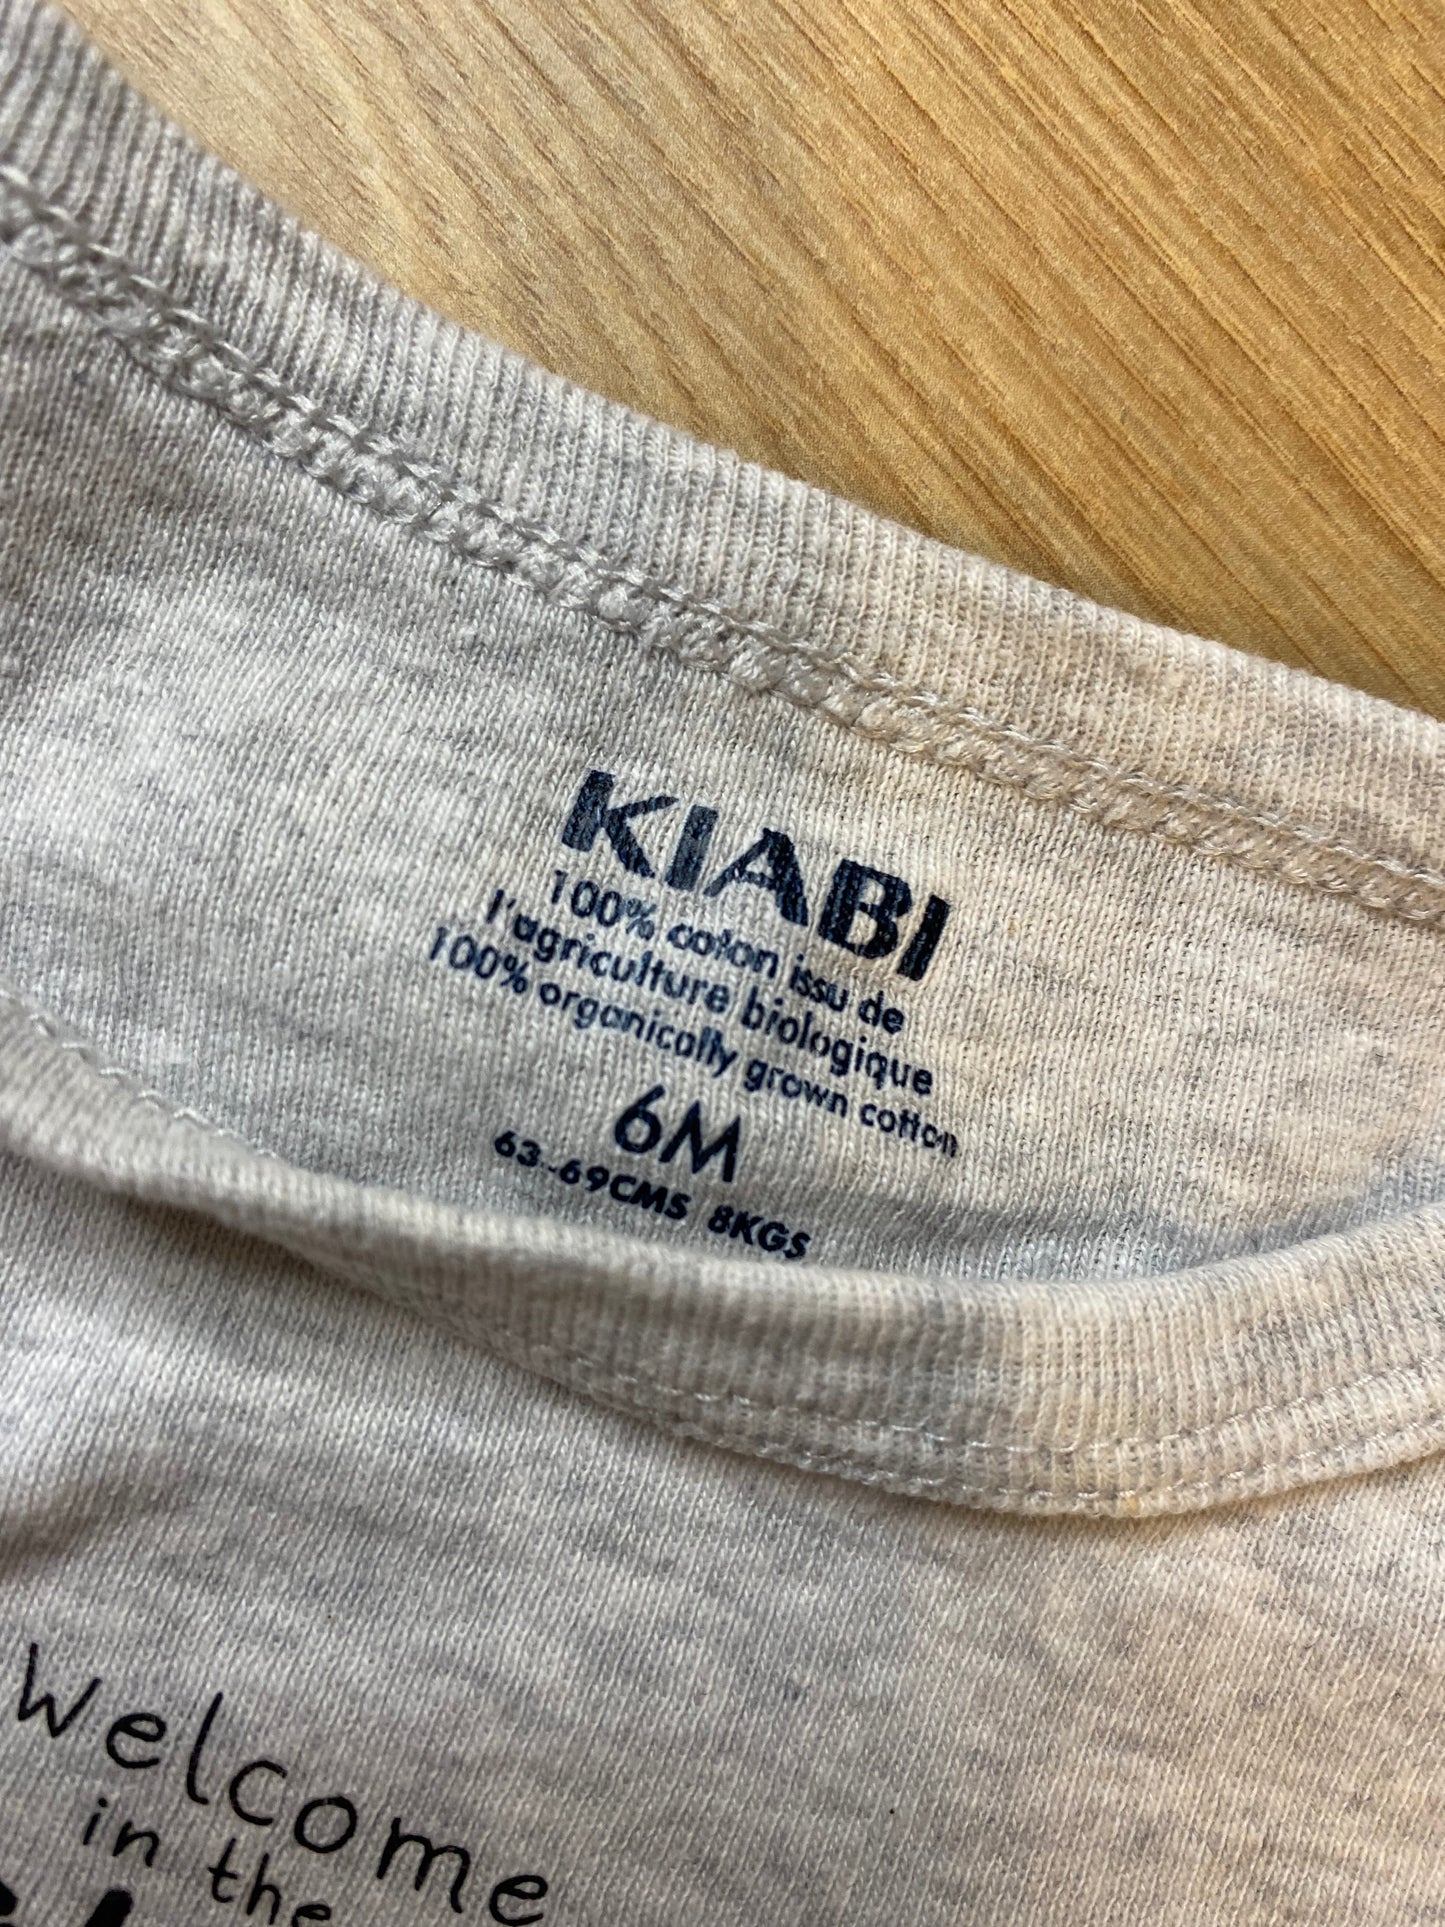 KIABI
100% coton issu de
l'agriculture biologique
100% organically grown cotton
6M
63-69CMS 8KGS
Welcome
in the